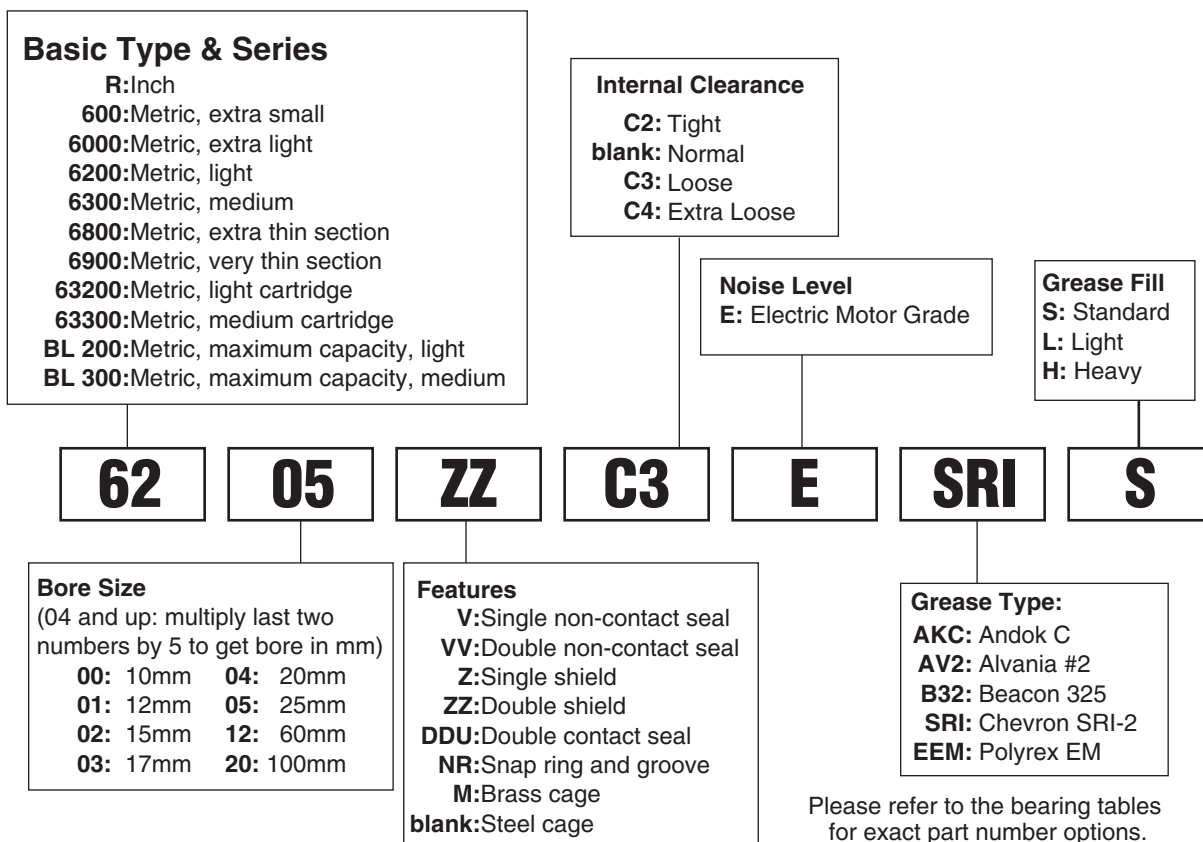 Basic Type & Series
R:Inch
600:Metric, extra small
6000:Metric, extra light
6200:Metric, light
6300:Metric, medium
6800:Metric, extra thin section
6900:Metric, very thin section
63200:Metric, light cartridge
63300:Metric, medium cartridge
BL 200:Metric, maximum capacity, light
BL 300:Metric, maximum capacity, medium
Internal Clearance
C2: Tight
blank: Normal
C3: Loose
C4: Extra Loose
Noise Level
E: Electric Motor Grade
Grease Fill
S: Standard
L: Light
H: Heavy
62 05 ZZ C3 E SRI S
Bore Size
(04 and up: multiply last two
numbers by 5 to get bore in mm)
00: 10mm 04: 20mm
01: 12mm 05: 25mm
02: 15mm 12: 60mm
03: 17mm 20: 100mm
Features
V:Single non-contact seal
VV:Double non-contact seal
Z:Single shield
ZZ:Double shield
DDU:Double contact seal
NR:Snap ring and groove
M:Brass cage
blank:Steel cage
Grease Type:
AKC: Andok C
AV2: Alvania #2
B32: Beacon 325
SRI: Chevron SRI-2
EEM: Polyrex EM
Please refer to the bearing tables
for exact part number options.